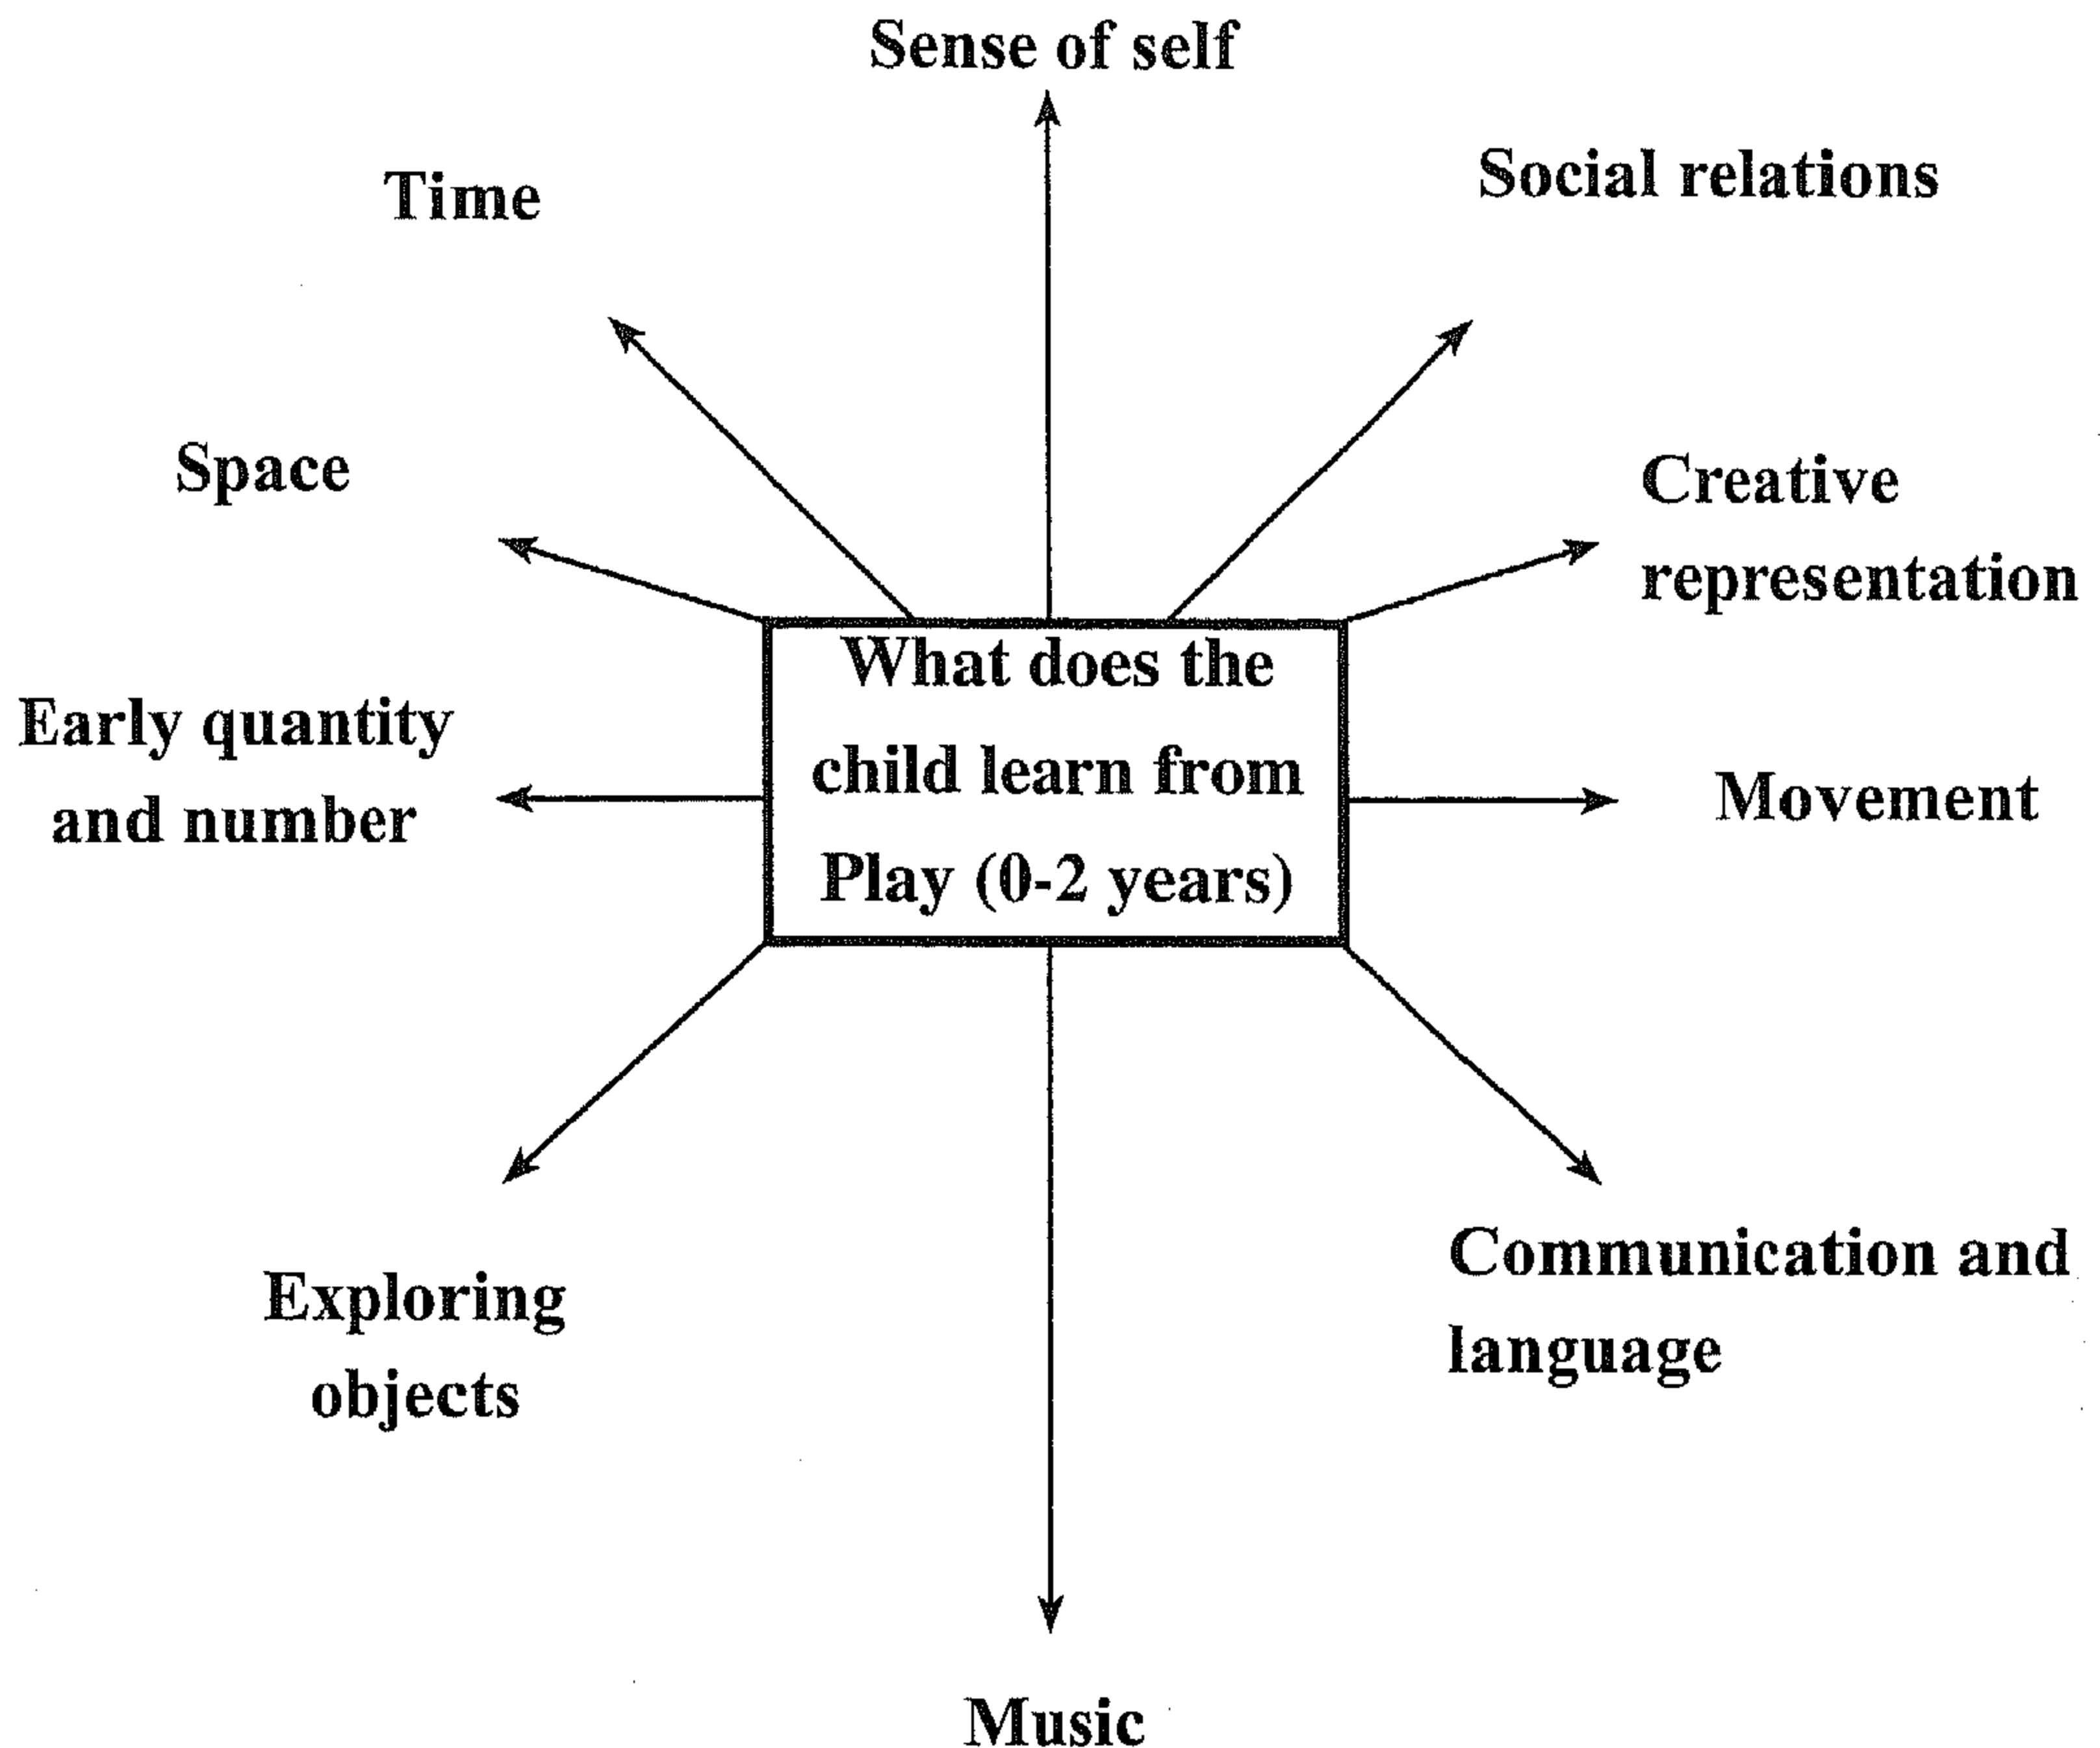 Sense of self
Time
Social relations
Space
Creative
representation
What does the
child learn from
Play (0-2 years)
Early quantity
and number
Movement
Exploring
objects
Communication and
language
Music